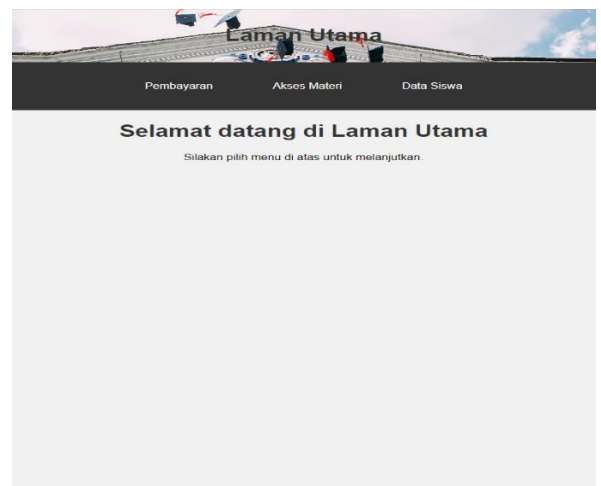 Laman Utama
Pembayaran Akses Materi Data Siswa
Selamat datang di Laman Utama
Silakan pilih menu di atas untuk melanjutkan.